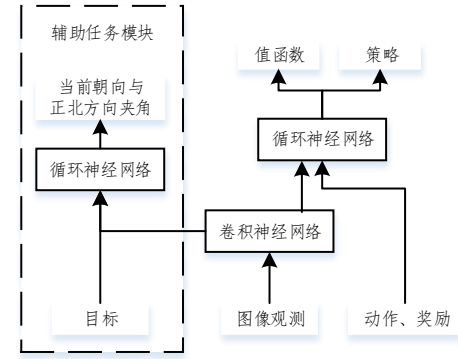 辅助任务模块
值函数
策略
当前朝向与
正北方向夹角
循环神经网络
循环神经网络
卷积神经网络
目标
图像观测
动作、奖励